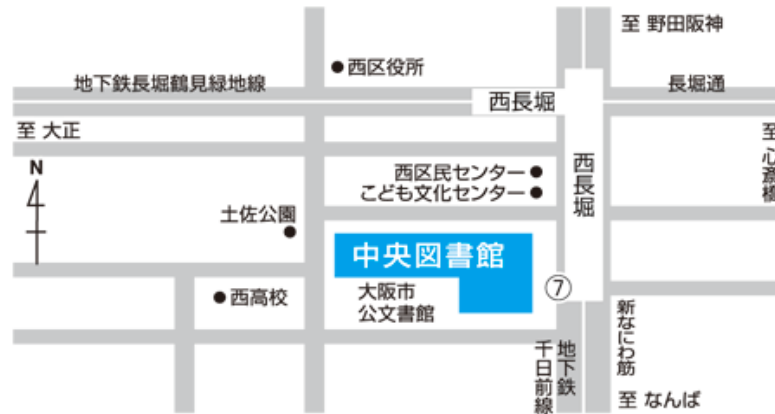 至 野田阪神
●西区役所
地下鉄長堀鶴見緑地線
長堀通
西長堀
至 大正
至 心斎橋
N
西区民センター●
西長堀
こども文化センター●
土佐公園
中央図書館
⑦
●西高校
大阪市
公文書館
新なにわ筋
地下鉄
千日前線
至 なんば